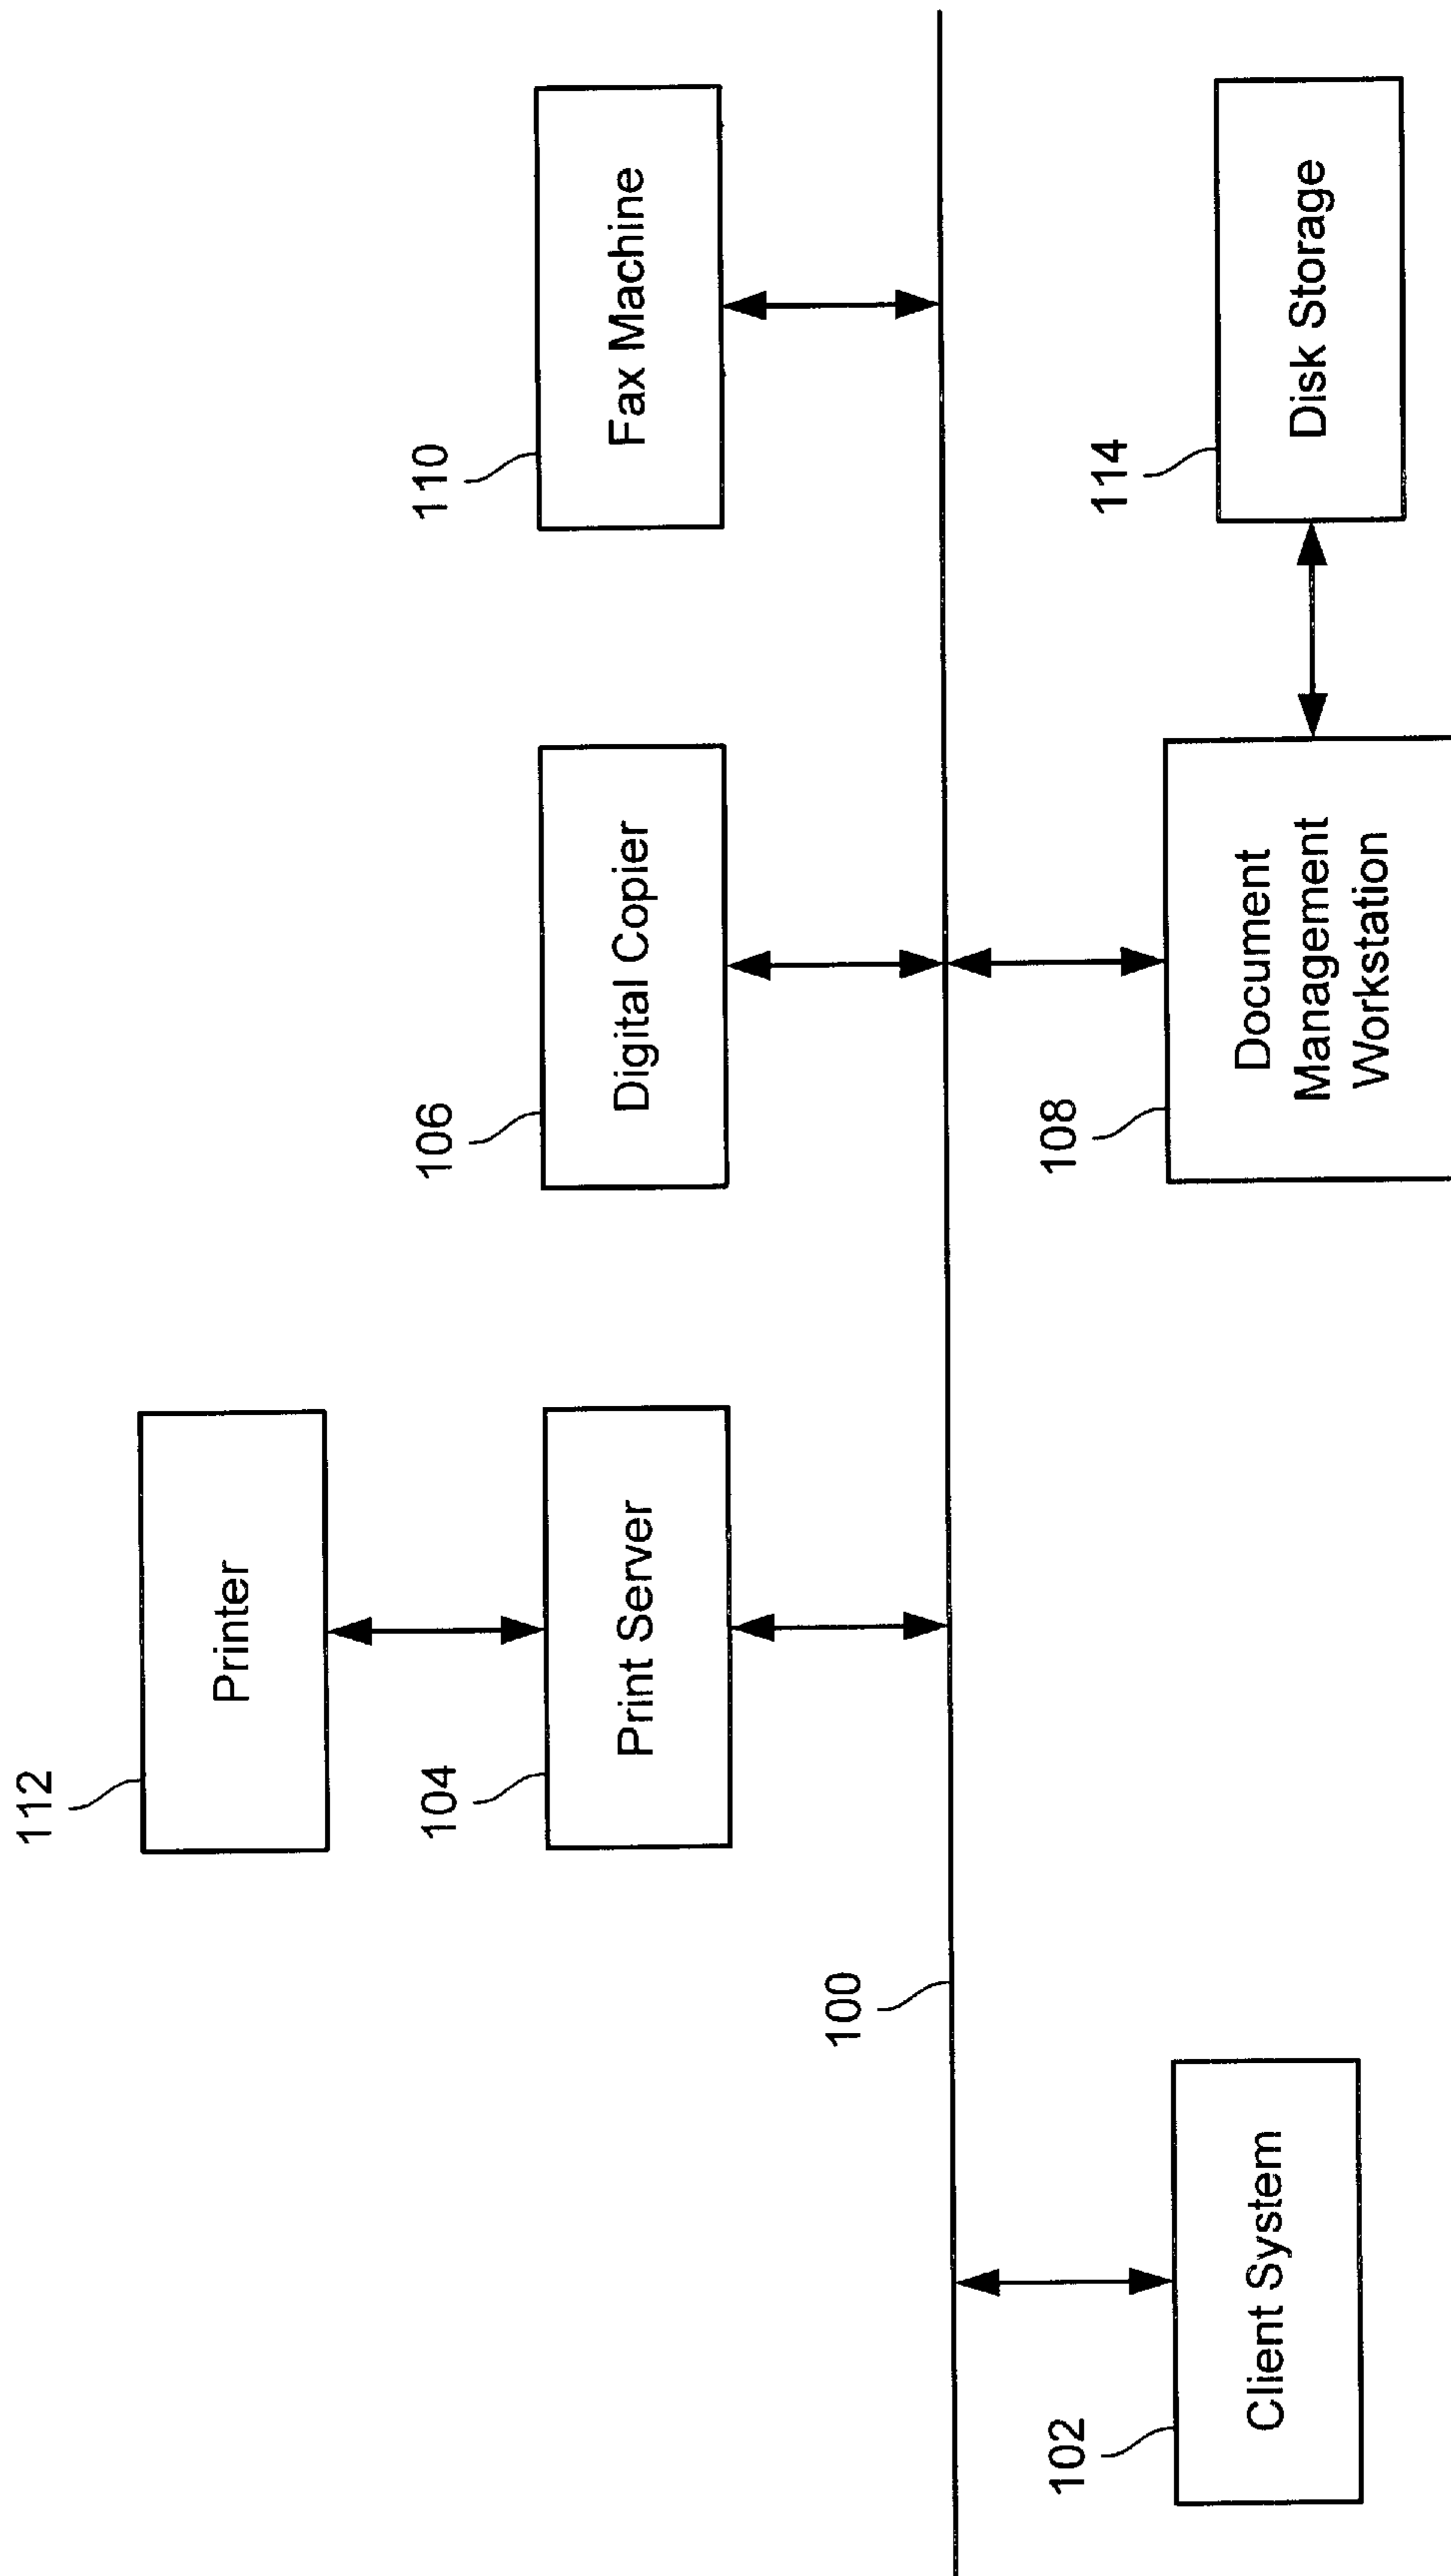 112
Printer
104
Print Server
106
Digital Copier
110
Fax Machine
100
102
Client System
108
Document
Management
Workstation
114
Disk Storage